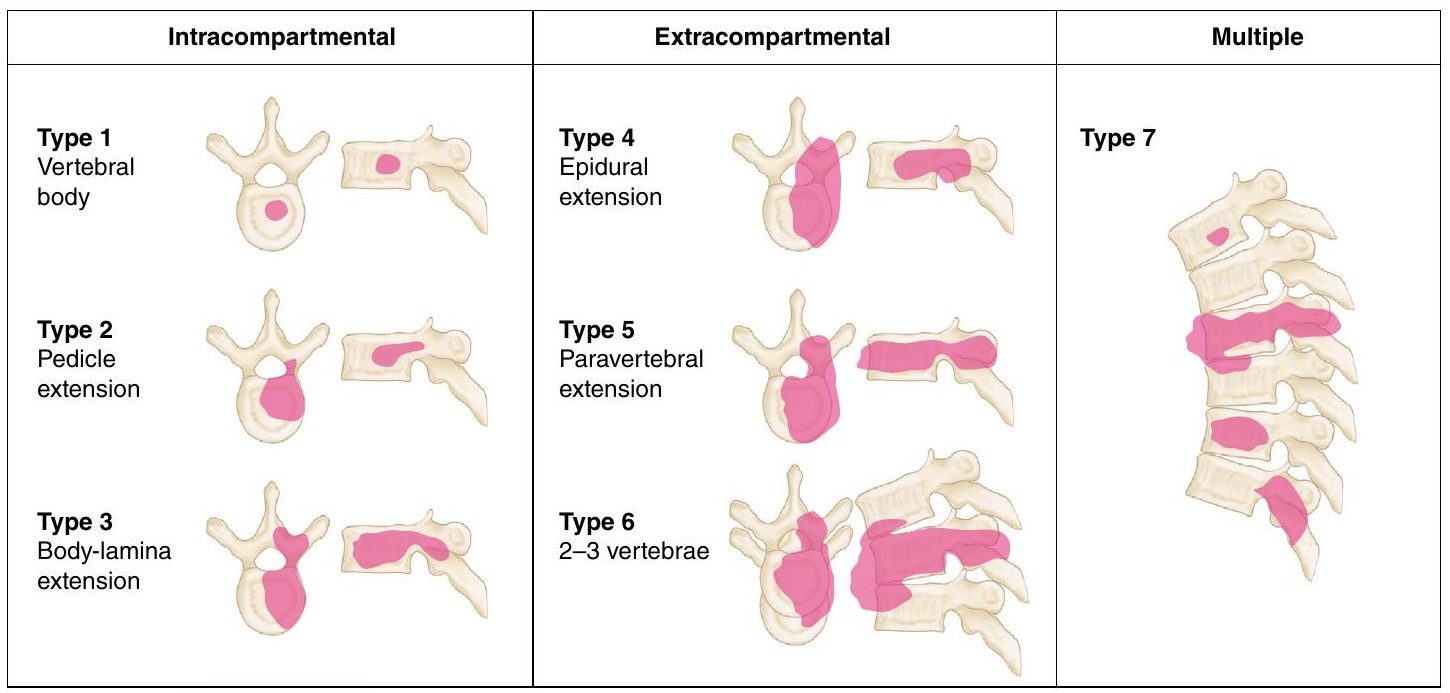 Intracompartmental
Extracompartmental
Multiple
Type 1
Vertebral
body
Type 2
Pedicle
extension
Type 3
Body-lamina
extension
Type 4
Epidural
extension
Type 5
Paravertebral
extension
Type 6
2–3 vertebrae
Type 7